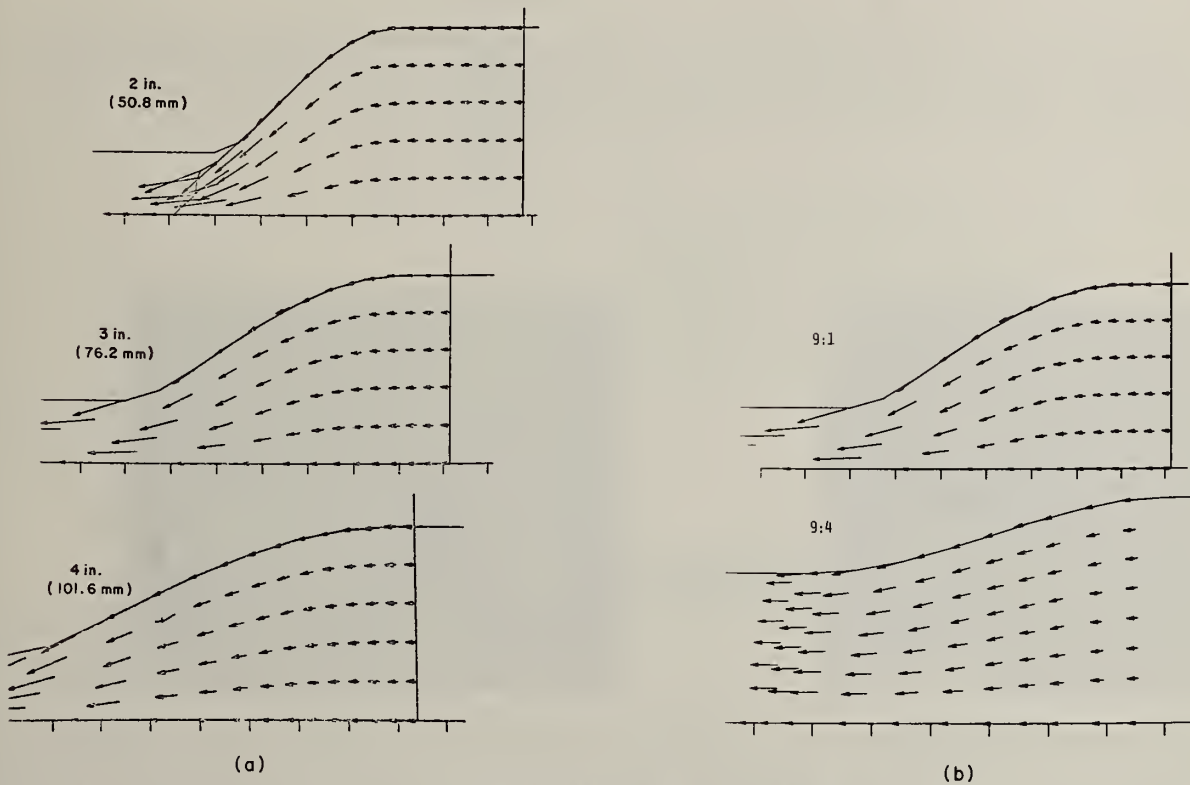 2 in.
(50.8 mm)
3 in.
(76.2 mm)
4 in.
(101.6 mm)
(a)
9:1
9:4
(b)